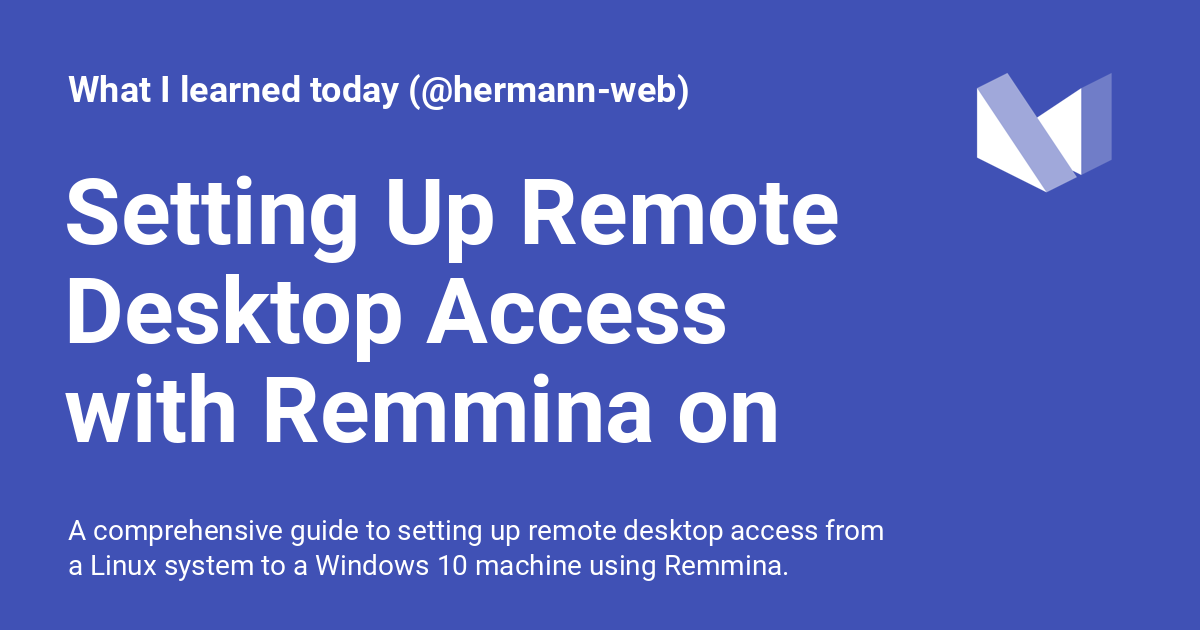 What I learned today (@hermann-web)
Setting Up Remote
Desktop Access
with Remmina on
A comprehensive guide to setting up remote desktop access from
a Linux system to a Windows 10 machine using Remmina.